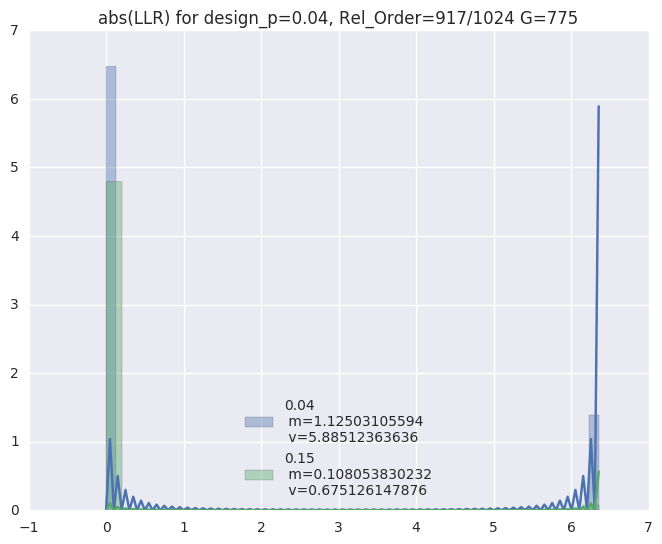 abs(LLR) for design_p=0.04, Rel_Order=917/1024 G=775
7
6
5
4
3
2
1
0
0.04
m=1.12503105594
v=5.88512363636
0.15
m=0.108053830232
v=0.675126147876
−1 0 1 2 3 4 5 6 7